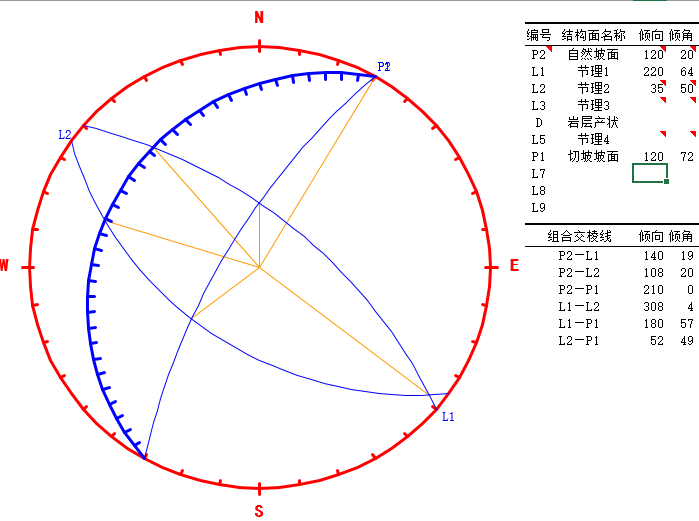 N
P2
L2
W
E
L1
S
编号 结构面名称 倾向 倾角
P2 自然坡面 120 20
L1 节理1 220 64
L2 节理2 35 50
L3 节理3
D 岩层产状
L5 节理4
P1 切坡坡面 120 72
L7
L8
L9
组合交棱线 倾向 倾角
P2—L1 140 19
P2—L2 108 20
P2—P1 210 0
L1—L2 308 4
L1—P1 180 57
L2—P1 52 49